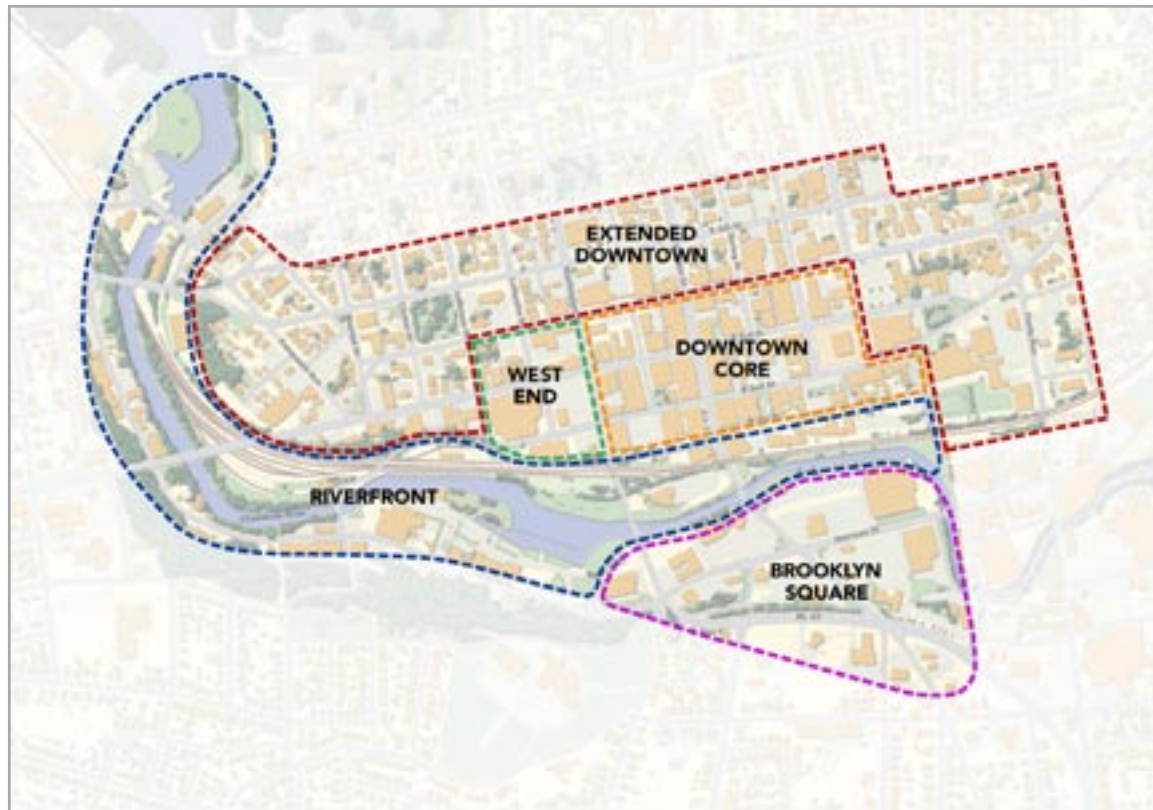 EXTENDED
DOWNTOWN
DOWNTOWN
CORE
WEST
END
RIVERFRONT
BROOKLYN
SQUARE